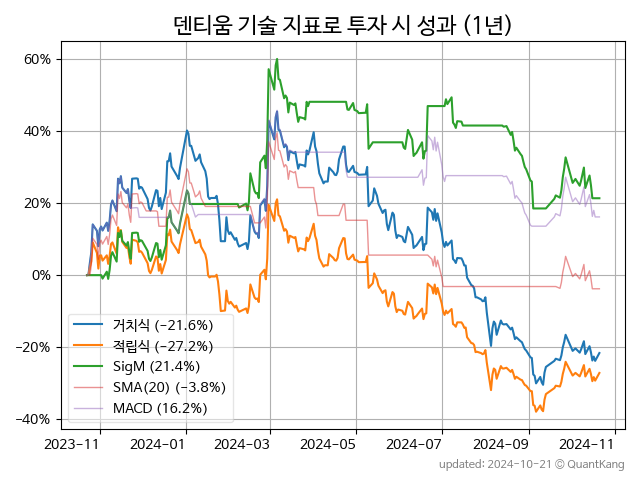 덴티움 기술 지표로 투자 시 성과 (1년)
60%
40%
20%
0%
−20%
−40%
거치식 (−21.6%)
적립식 (−27.2%)
SigM (21.4%)
SMA(20) (−3.8%)
MACD (16.2%)
2023-11 2024-01 2024-03 2024-05 2024-07 2024-09 2024-11
updated: 2024-10-21 © QuantKang